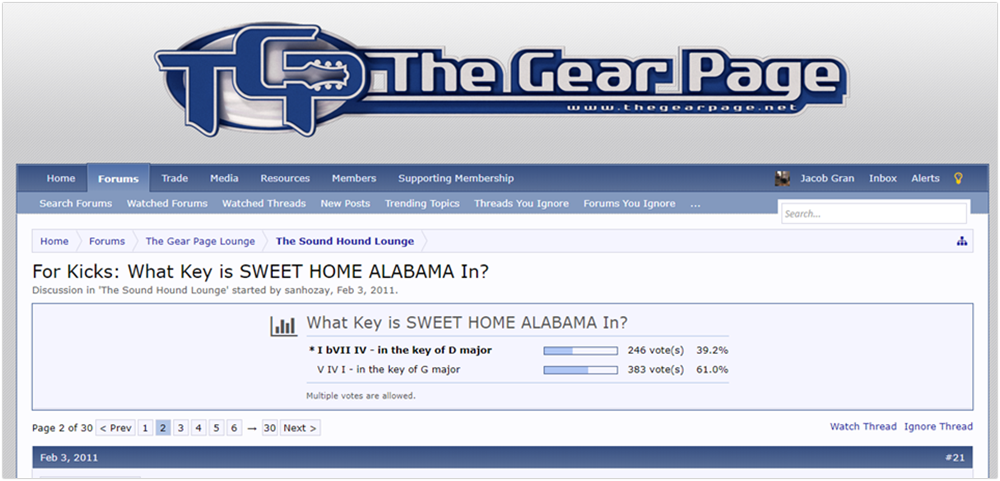 TGP The Gear Page
www.thegearpage.net
Home Forums Trade Media Resources Members Supporting Membership Jacob Gran Inbox Alerts
Search Forums Watched Forums Watched Threads New Posts Trending Topics Threads You Ignore Forums You Ignore ...
Search...
Home Forums The Gear Page Lounge The Sound Hound Lounge
For Kicks: What Key is SWEET HOME ALABAMA In?
Discussion in 'The Sound Hound Lounge' started by sanhozay, Feb 3, 2011.
What Key is SWEET HOME ALABAMA In?
* I bVII IV - in the key of D major 246 vote(s) 39.2%
V IV I - in the key of G major 383 vote(s) 61.0%
Multiple votes are allowed.
Page 2 of 30 < Prev 1 2 3 4 5 6 → 30 Next > Watch Thread Ignore Thread
Feb 3, 2011 #21